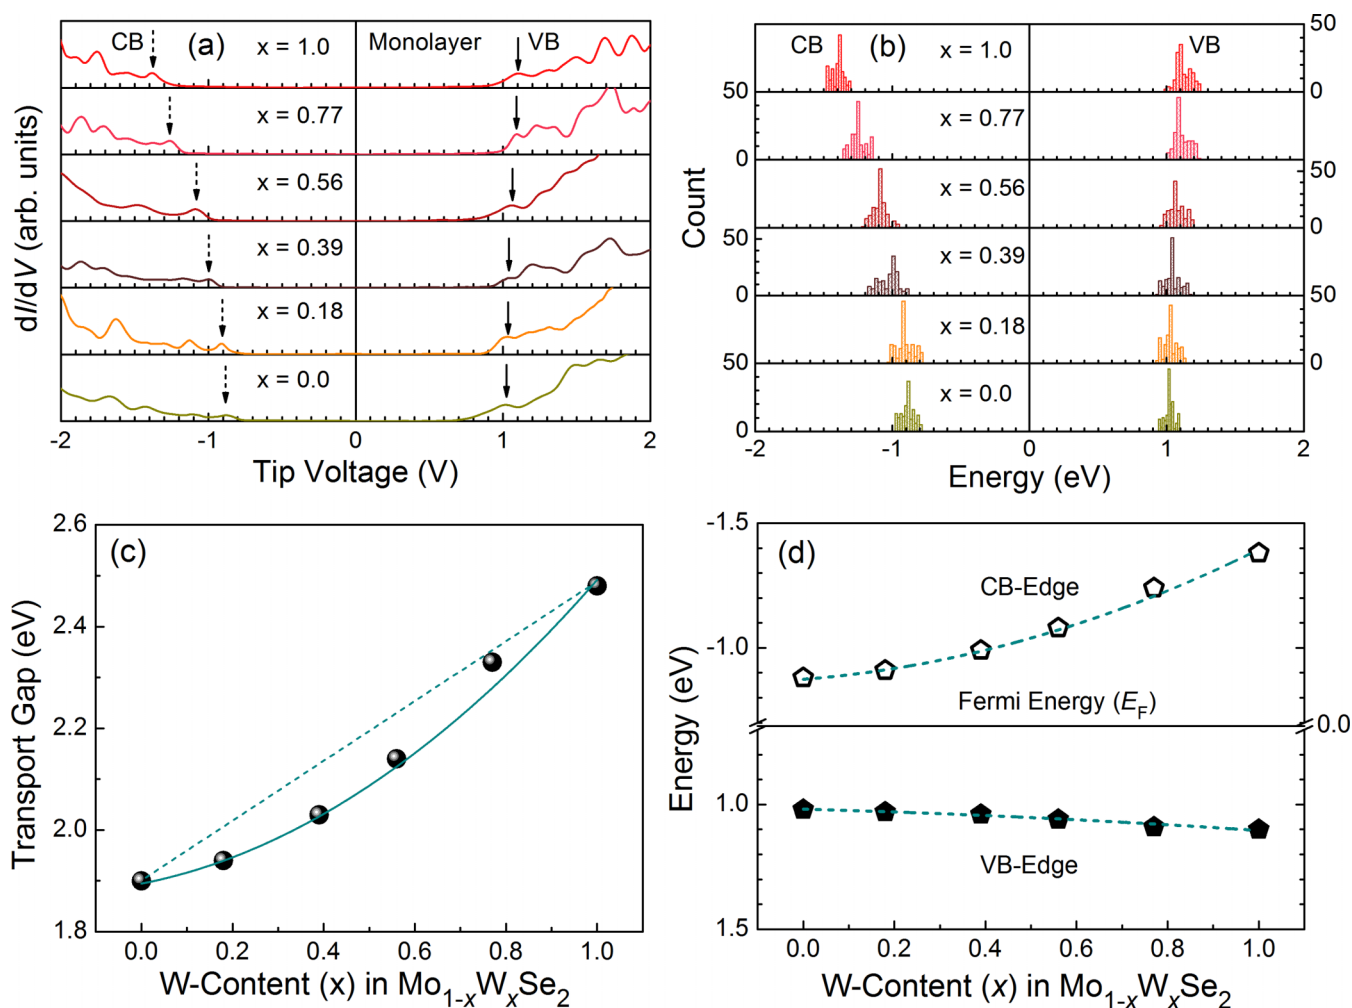 CB
(a)
x = 1.0
Monolayer
VB
x = 0.77
x = 0.56
x = 0.39
x = 0.18
x = 0.0
dI/dV (arb. units)
-2 -1 0 1 2
Tip Voltage (V)
CB
(b)
x = 1.0
VB
50
0
50
x = 0.77
0
x = 0.56
50
0
50
x = 0.39
0
x = 0.18
50
0
50
x = 0.0
0
Count
-2 -1 0 1 2
Energy (eV)
(c)
2.6
2.4
2.2
2.0
1.8
Transport Gap (eV)
0.0 0.2 0.4 0.6 0.8 1.0
W-Content (x) in Mo1-xWxSe2
(d)
-1.5
CB-Edge
-1.0
Fermi Energy (EF)
0.0
1.0
VB-Edge
1.5
Energy (eV)
0.0 0.2 0.4 0.6 0.8 1.0
W-Content (x) in Mo1-xWxSe2